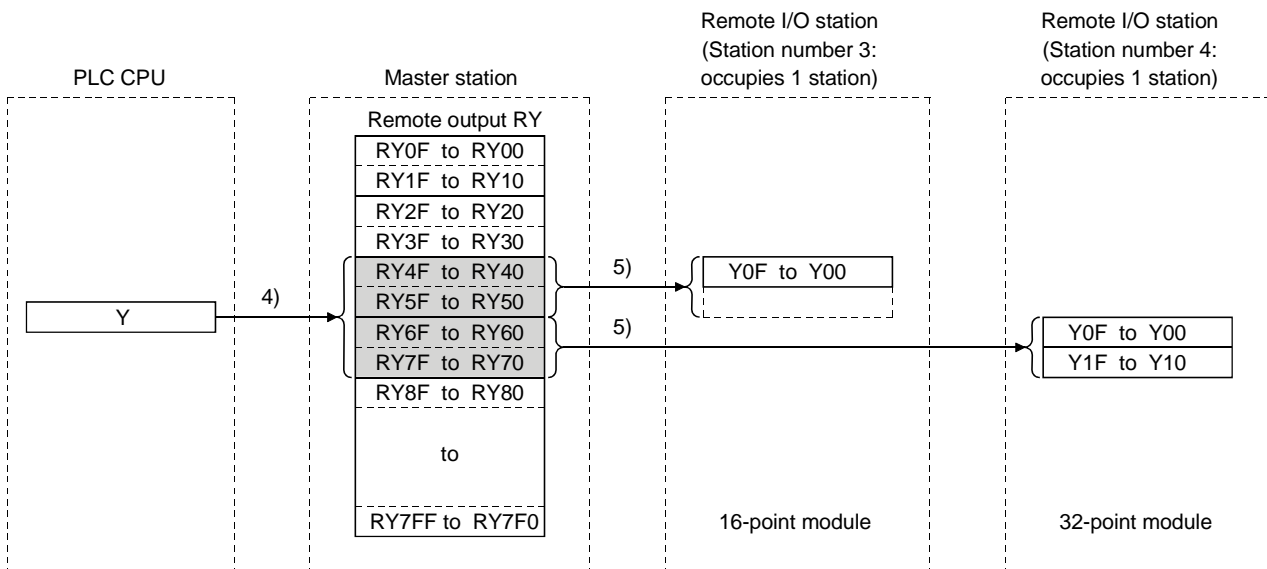 PLC CPU
Master station
Remote I/O station
(Station number 3:
occupies 1 station)
Remote I/O station
(Station number 4:
occupies 1 station)
Remote output RY
RY0F to RY00
RY1F to RY10
RY2F to RY20
RY3F to RY30
RY4F to RY40
RY5F to RY50
RY6F to RY60
RY7F to RY70
RY8F to RY80
to
RY7FF to RY7F0
Y
4)
5)
5)
Y0F to Y00
Y0F to Y00
Y1F to Y10
16-point module
32-point module